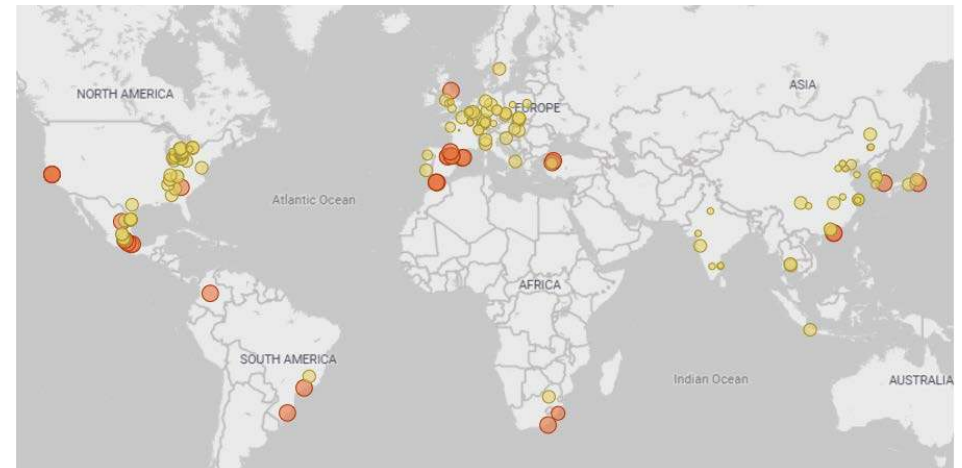 NORTH AMERICA
EUROPE
ASIA
Atlantic Ocean
AFRICA
SOUTH AMERICA
Indian Ocean
AUSTRALIA